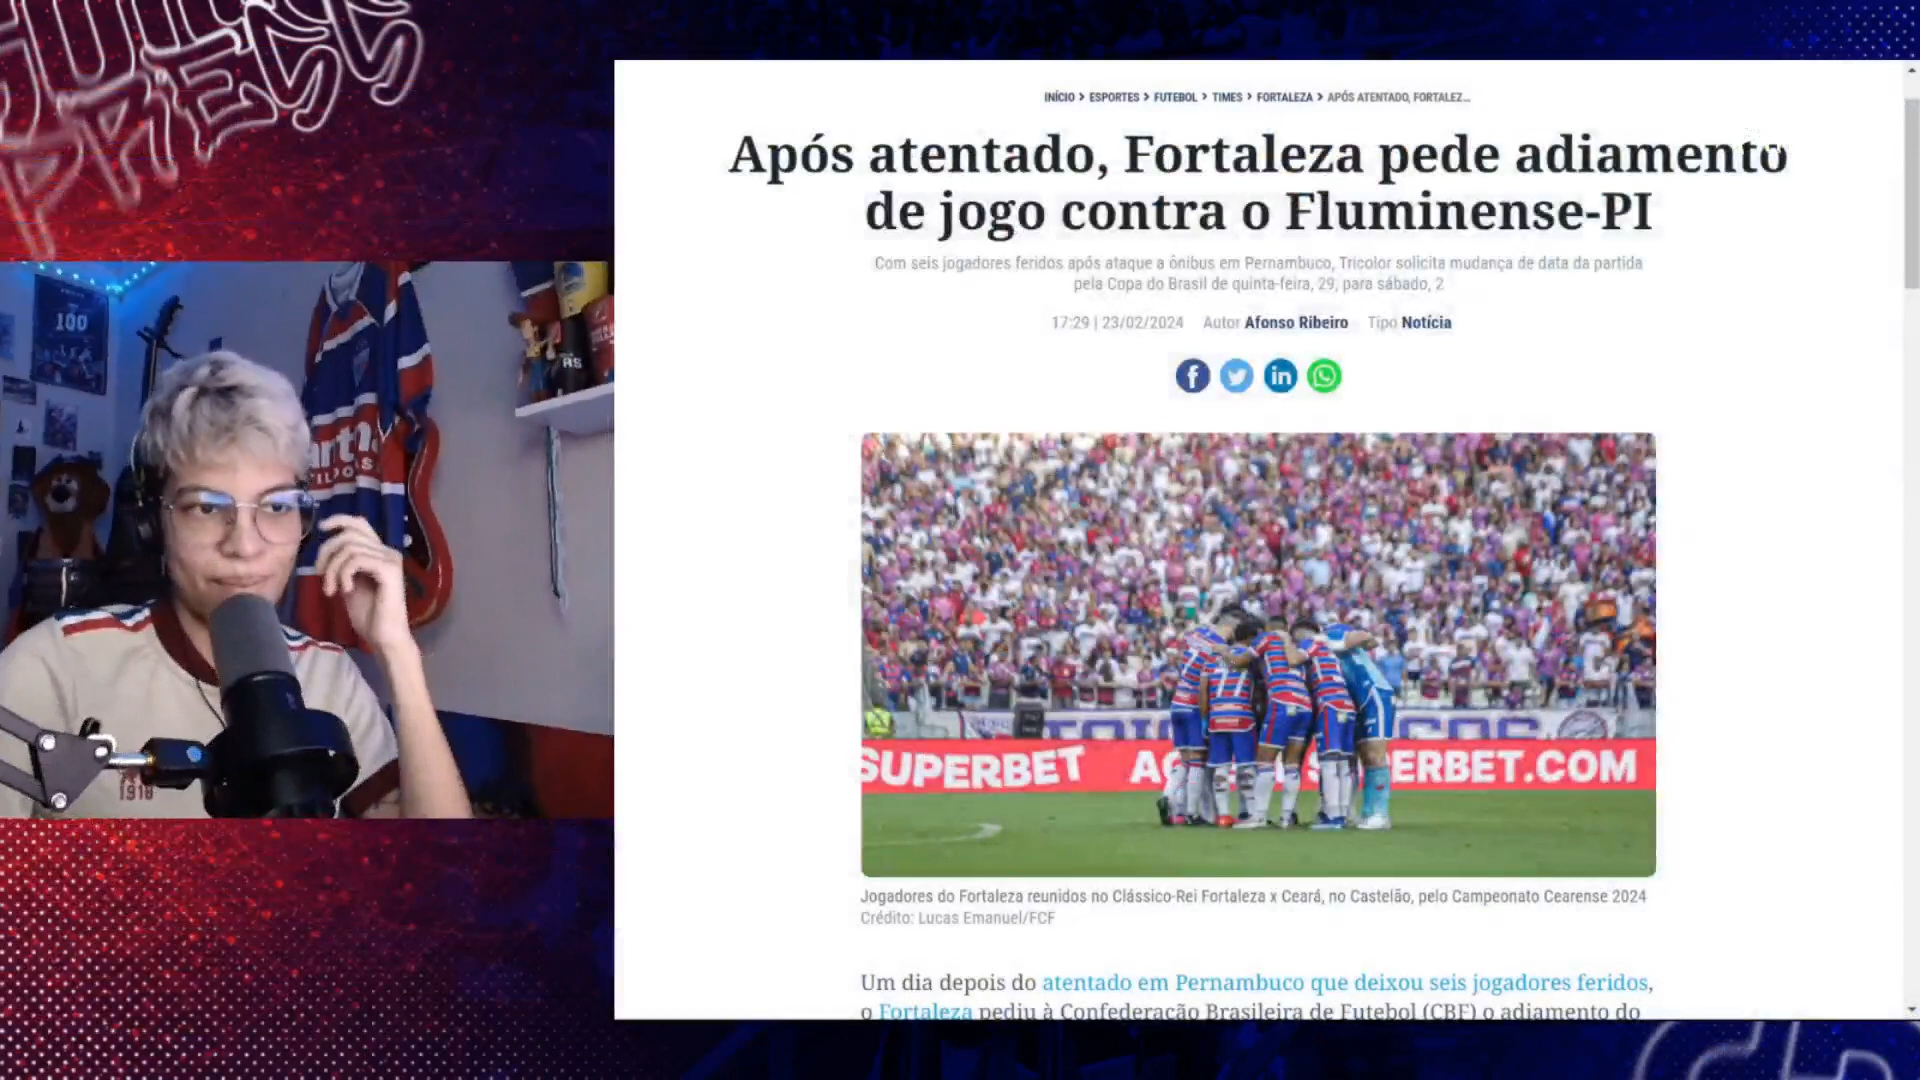 PRESS
100
RS
1918
INÍCIO > ESPORTES > FUTEBOL > TIMES > FORTALEZA > APÓS ATENTADO, FORTALEZ...
Após atentado, Fortaleza pede adiamento
de jogo contra o Fluminense-PI
Com seis jogadores feridos após ataque a ônibus em Pernambuco, Tricolor solicita mudança de data da partida
pela Copa do Brasil de quinta-feira, 29, para sábado, 2
17:29 | 23/02/2024 Autor Afonso Ribeiro Tipo Notícia
f in
77
SUPERBET ERBET.COM
Jogadores do Fortaleza reunidos no Clássico-Rei Fortaleza x Ceará, no Castelão, pelo Campeonato Cearense 2024
Crédito: Lucas Emanuel/FCF
Um dia depois do atentado em Pernambuco que deixou seis jogadores feridos,
o Fortaleza pediu à Confederação Brasileira de Futebol (CBF) o adiamento do